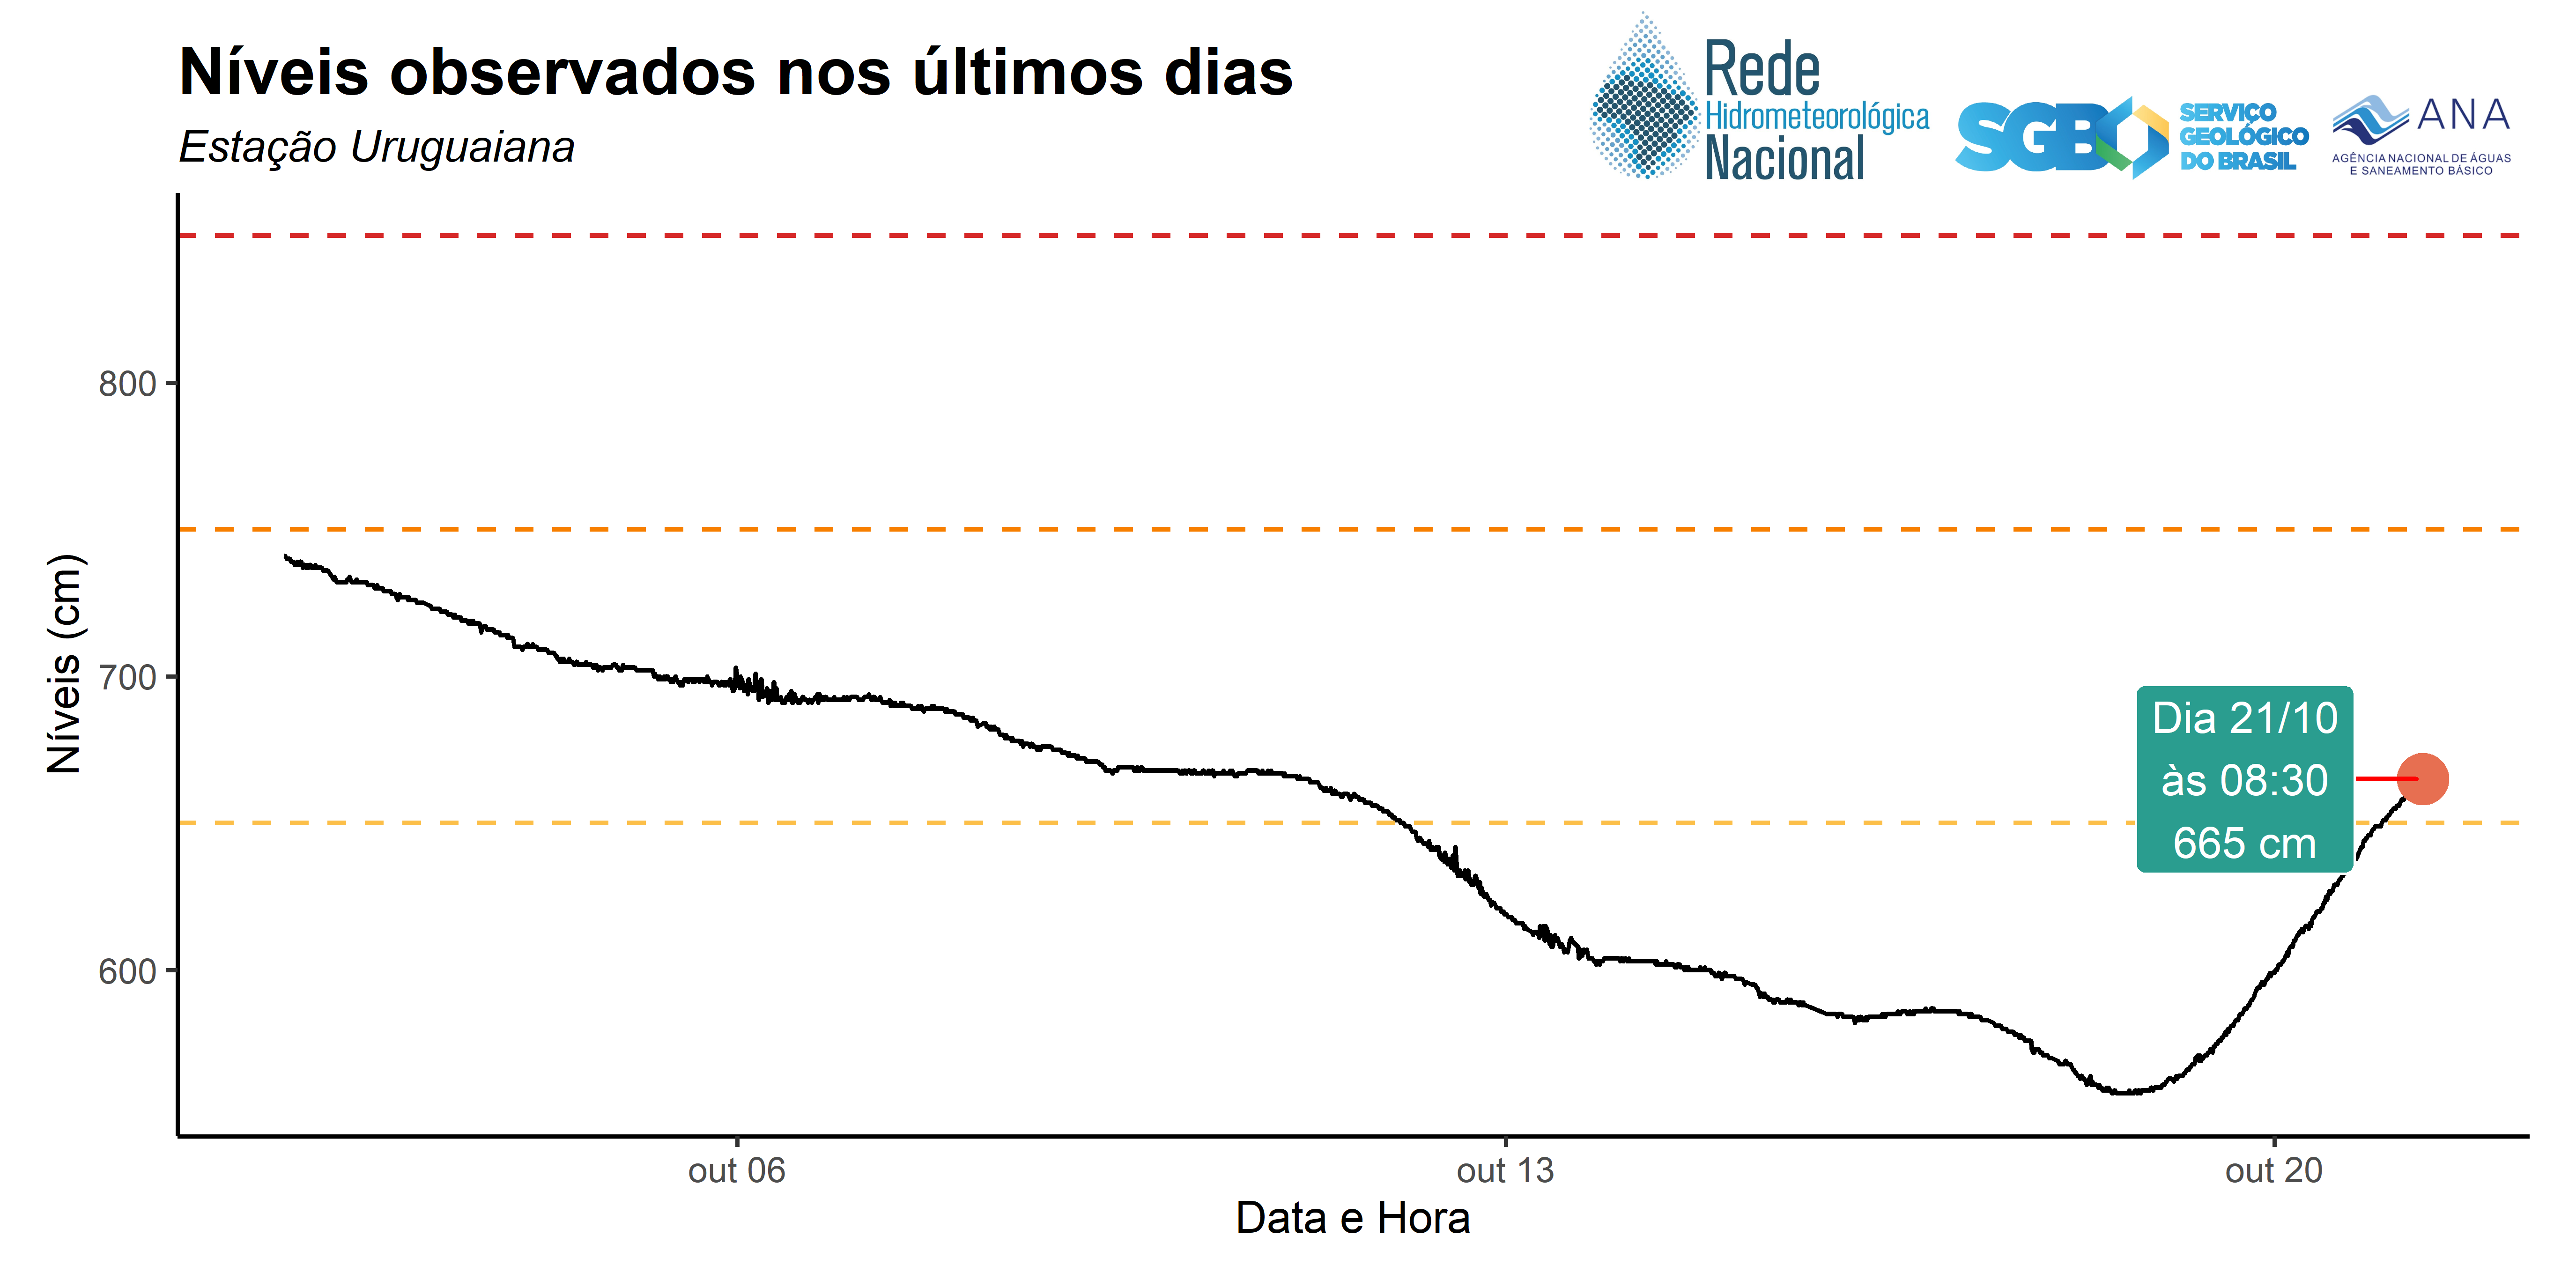 Níveis observados nos últimos dias
Estação Uruguaiana
Rede
Hidrometeorológica
Nacional
SGB
SERVIÇO
GEOLÓGICO
DO BRASIL
ANA
AGÊNCIA NACIONAL DE ÁGUAS
E SANEAMENTO BÁSICO
Níveis (cm)
800
700
600
Dia 21/10
às 08:30
665 cm
out 06
out 13
out 20
Data e Hora